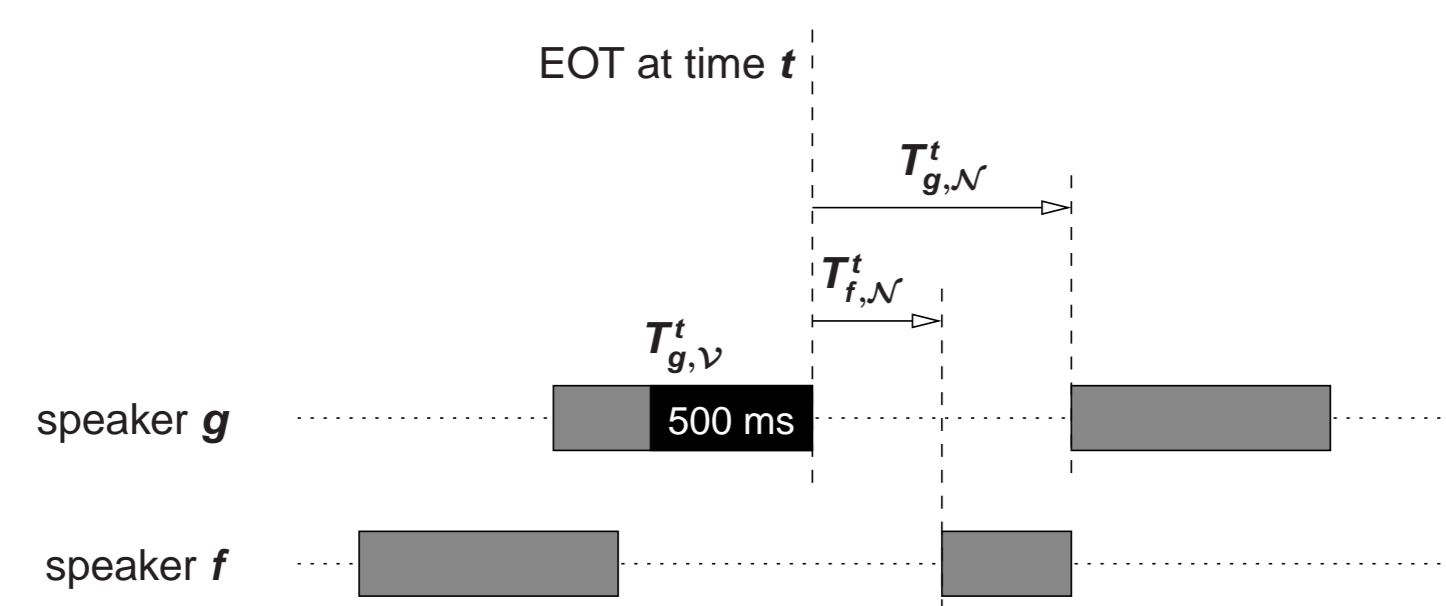 EOT at time t
T^t_{g,𝒩}
T^t_{f,𝒩}
T^t_{g,𝒱}
speaker g
500 ms
speaker f